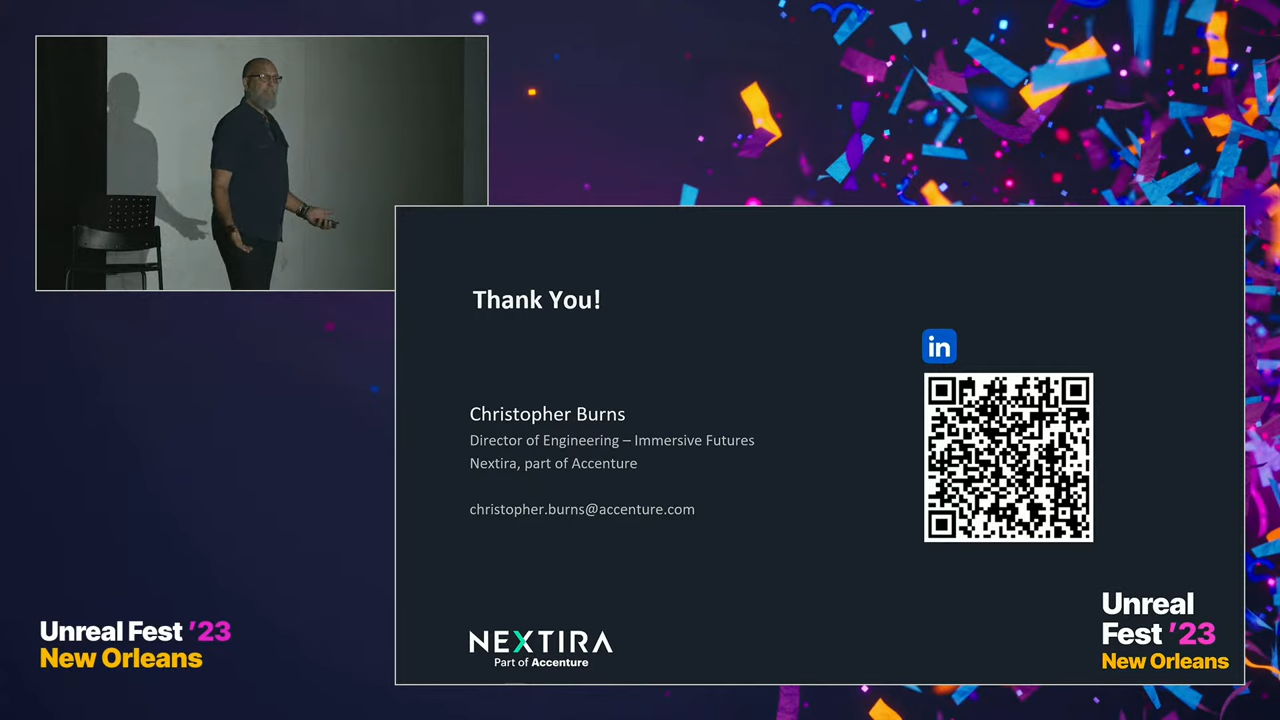 Thank You!
in
Christopher Burns
Director of Engineering – Immersive Futures
Nextira, part of Accenture
christopher.burns@accenture.com
NEXTIRA
Part of Accenture
Unreal
Fest ’23
New Orleans
Unreal Fest ’23
New Orleans